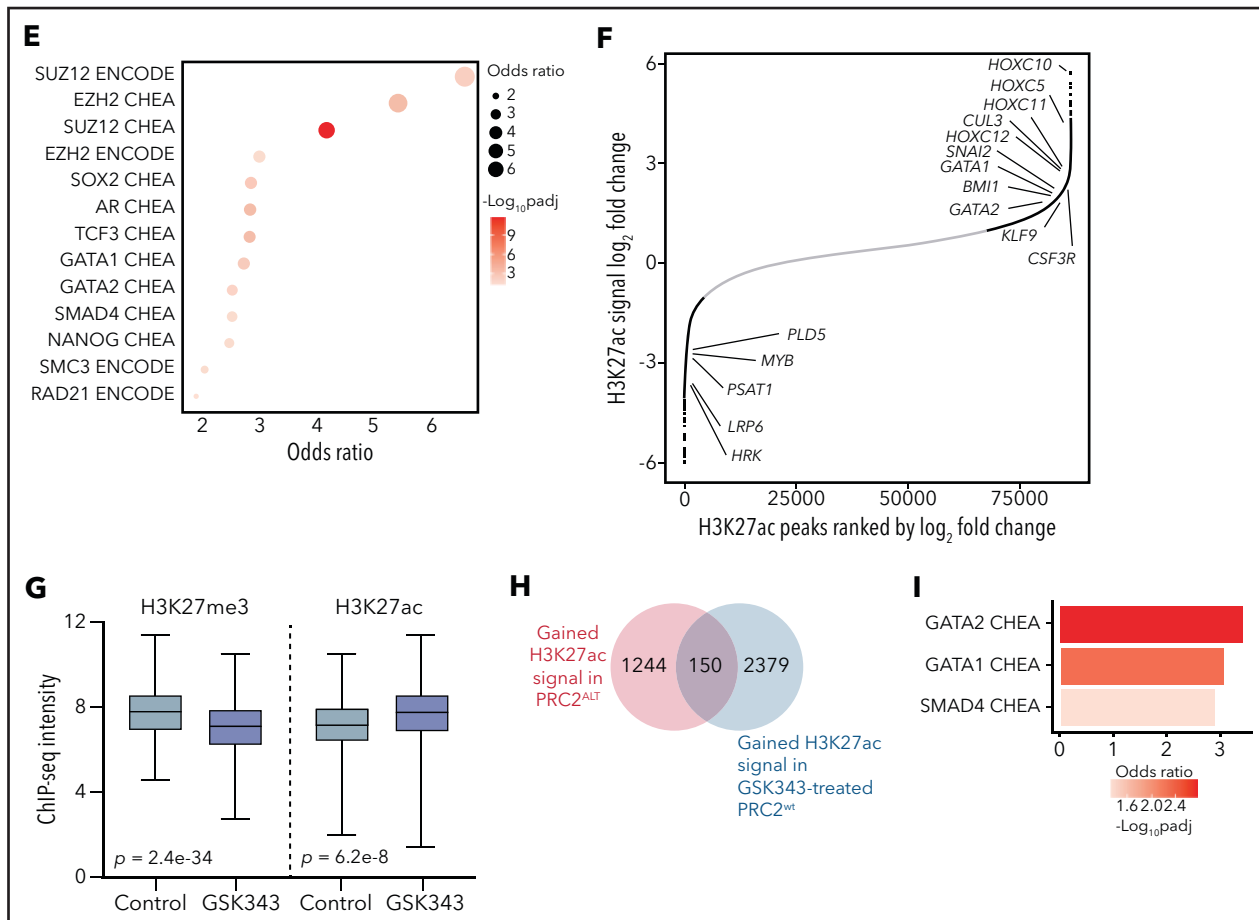 E
SUZ12 ENCODE
EZH2 CHEA
SUZ12 CHEA
EZH2 ENCODE
SOX2 CHEA
AR CHEA
TCF3 CHEA
GATA1 CHEA
GATA2 CHEA
SMAD4 CHEA
NANOG CHEA
SMC3 ENCODE
RAD21 ENCODE
2 3 4 5 6
Odds ratio
Odds ratio
2
3
4
5
6
-Log₁₀padj
9
6
3
F
H3K27ac signal log₂ fold change
6
3
0
-3
-6
HOXC10
HOXC5
HOXC11
CUL3
HOXC12
SNAI2
GATA1
BMI1
GATA2
KLF9
CSF3R
PLD5
MYB
PSAT1
LRP6
HRK
0 25000 50000 75000
H3K27ac peaks ranked by log₂ fold change
G
H3K27me3 H3K27ac
ChIP-seq intensity
12
8
4
0
p = 2.4e-34 p = 6.2e-8
Control GSK343 Control GSK343
H
Gained
H3K27ac
signal in
PRC2ᴬᴸᵀ
1244 150 2379
Gained H3K27ac
signal in
GSK343-treated
PRC2ʷᵗ
I
GATA2 CHEA
GATA1 CHEA
SMAD4 CHEA
0 1 2 3
Odds ratio
1.6 2.0 2.4
-Log₁₀padj